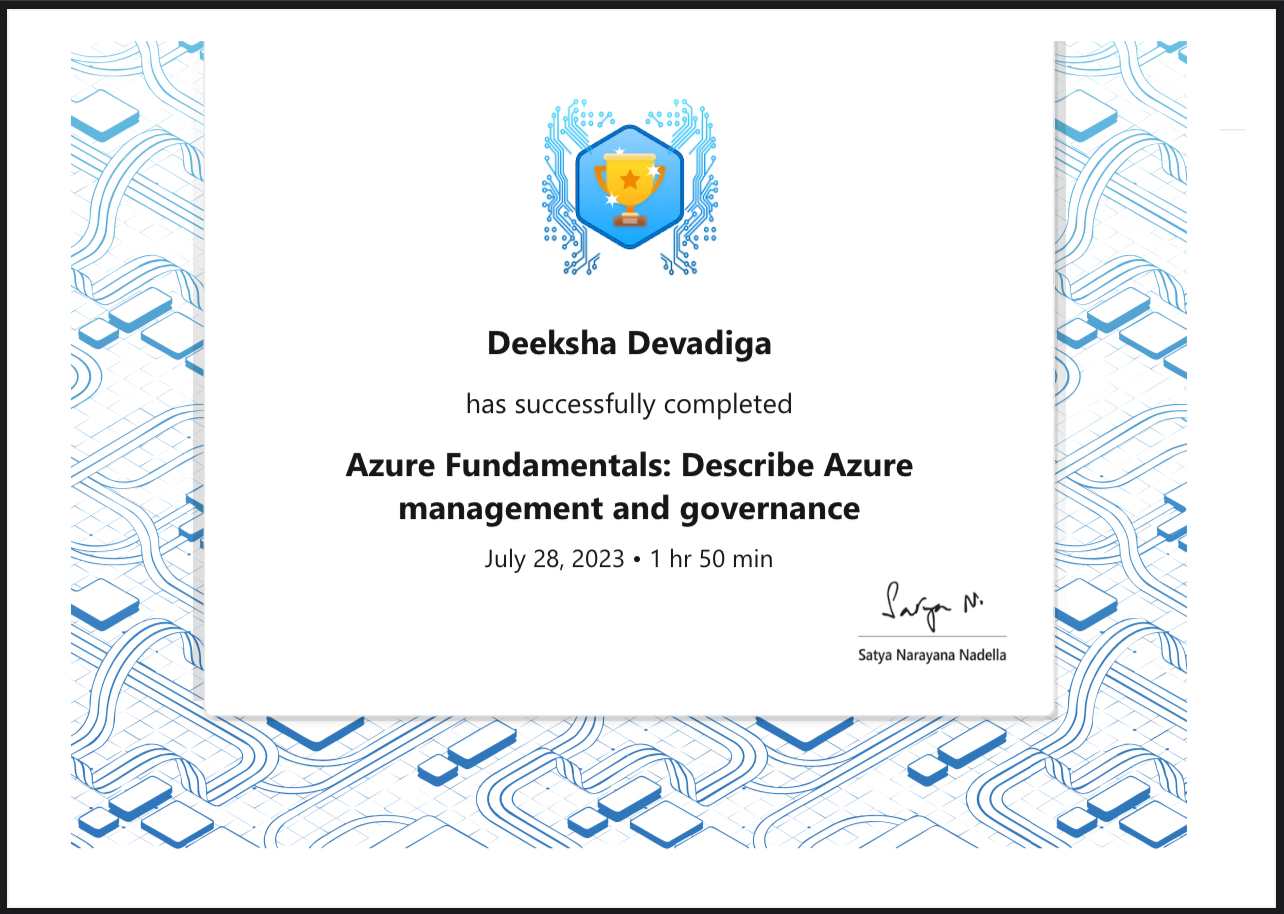 Deeksha Devadiga
has successfully completed
Azure Fundamentals: Describe Azure
management and governance
July 28, 2023 • 1 hr 50 min
Satya N.
Satya Narayana Nadella